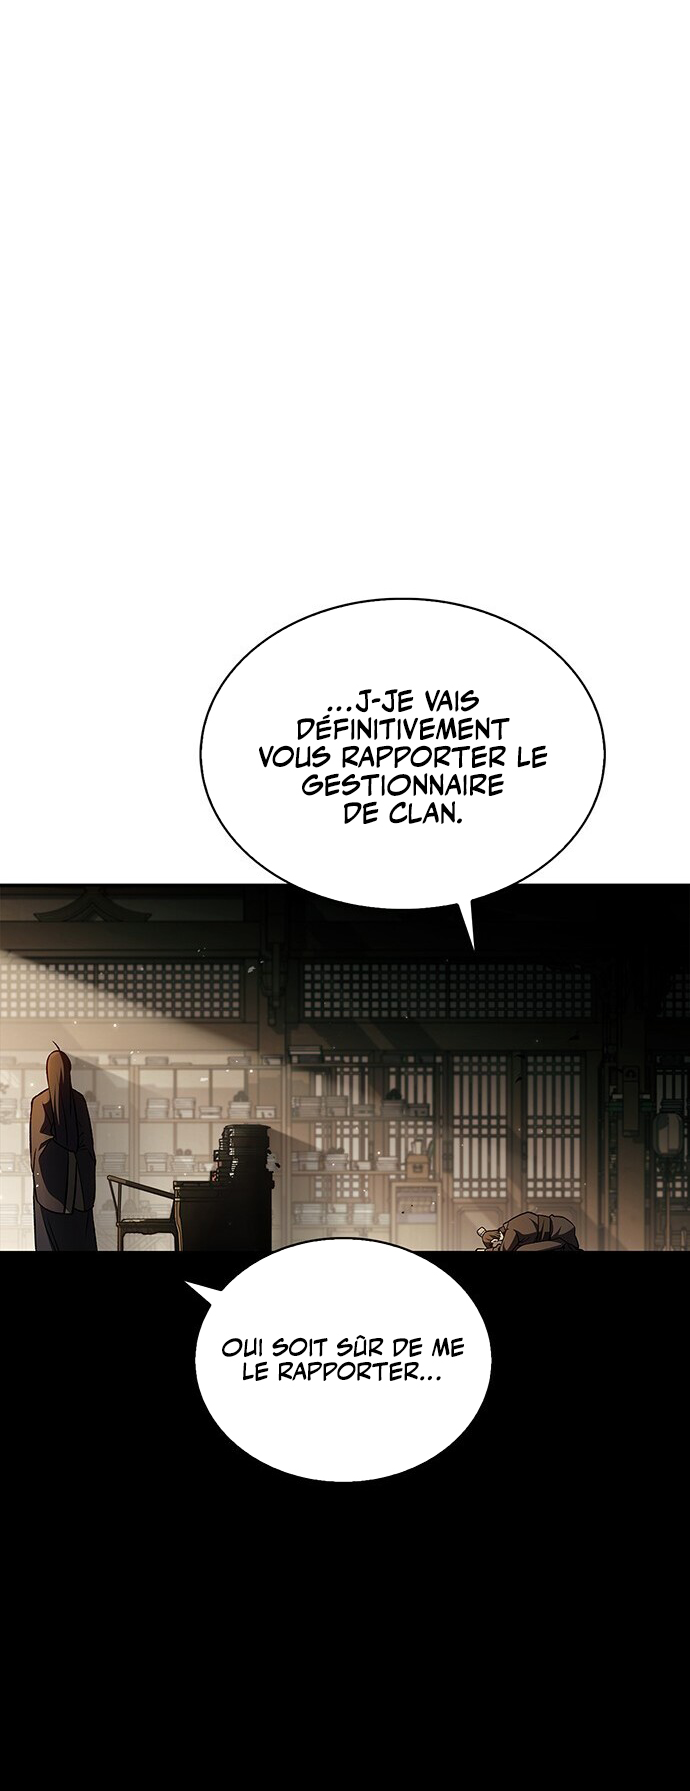 ...J-JE VAIS
DÉFINITIVEMENT
VOUS RAPPORTER LE
GESTIONNAIRE
DE CLAN.
OUI SOIT SÛR DE ME
LE RAPPORTER...